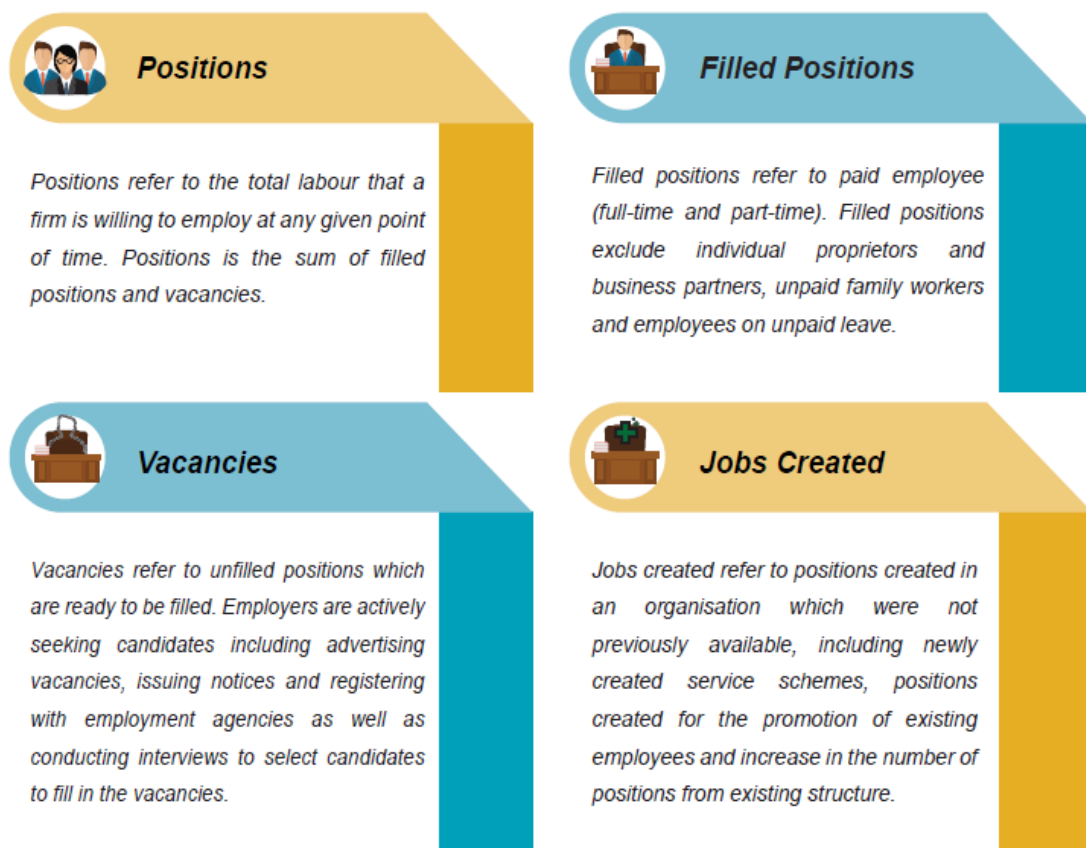 Positions
Positions refer to the total labour that a
firm is willing to employ at any given point
of time. Positions is the sum of filled
positions and vacancies.
Filled Positions
Filled positions refer to paid employee
(full-time and part-time). Filled positions
exclude individual proprietors and
business partners, unpaid family workers
and employees on unpaid leave.
Vacancies
Vacancies refer to unfilled positions which
are ready to be filled. Employers are actively
seeking candidates including advertising
vacancies, issuing notices and registering
with employment agencies as well as
conducting interviews to select candidates
to fill in the vacancies.
Jobs Created
Jobs created refer to positions created in
an organisation which were not
previously available, including newly
created service schemes, positions
created for the promotion of existing
employees and increase in the number of
positions from existing structure.